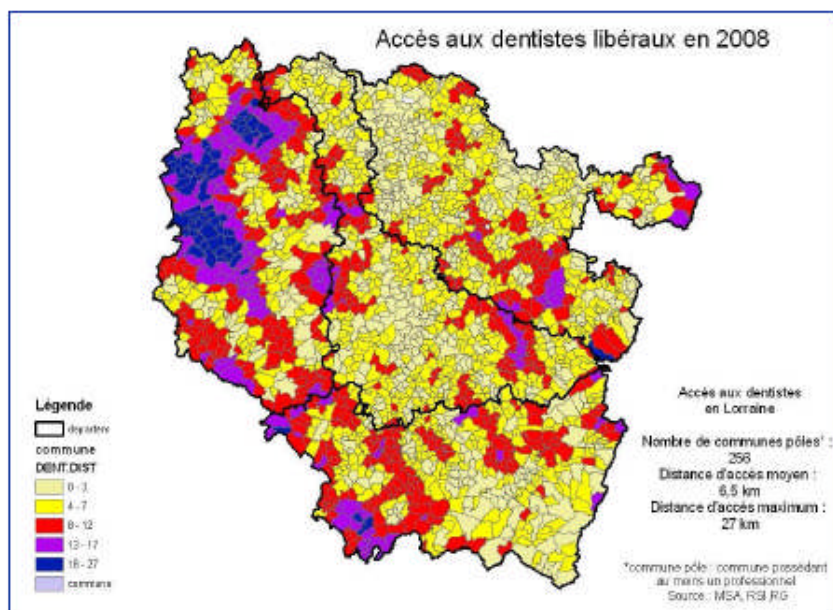 Accès aux dentistes libéraux en 2008
Légende
departem
commune
DENT.DIST
0 - 3
4 - 7
8 - 12
13 - 17
18 - 27
commune
Accès aux dentistes
en Lorraine
Nombre de communes pôles* :
256
Distance d'accès moyen :
6,5 km
Distance d'accès maximum :
27 km
*commune pôle : commune possédant
au moins un professionnel
Source : MSA, RSI, RG